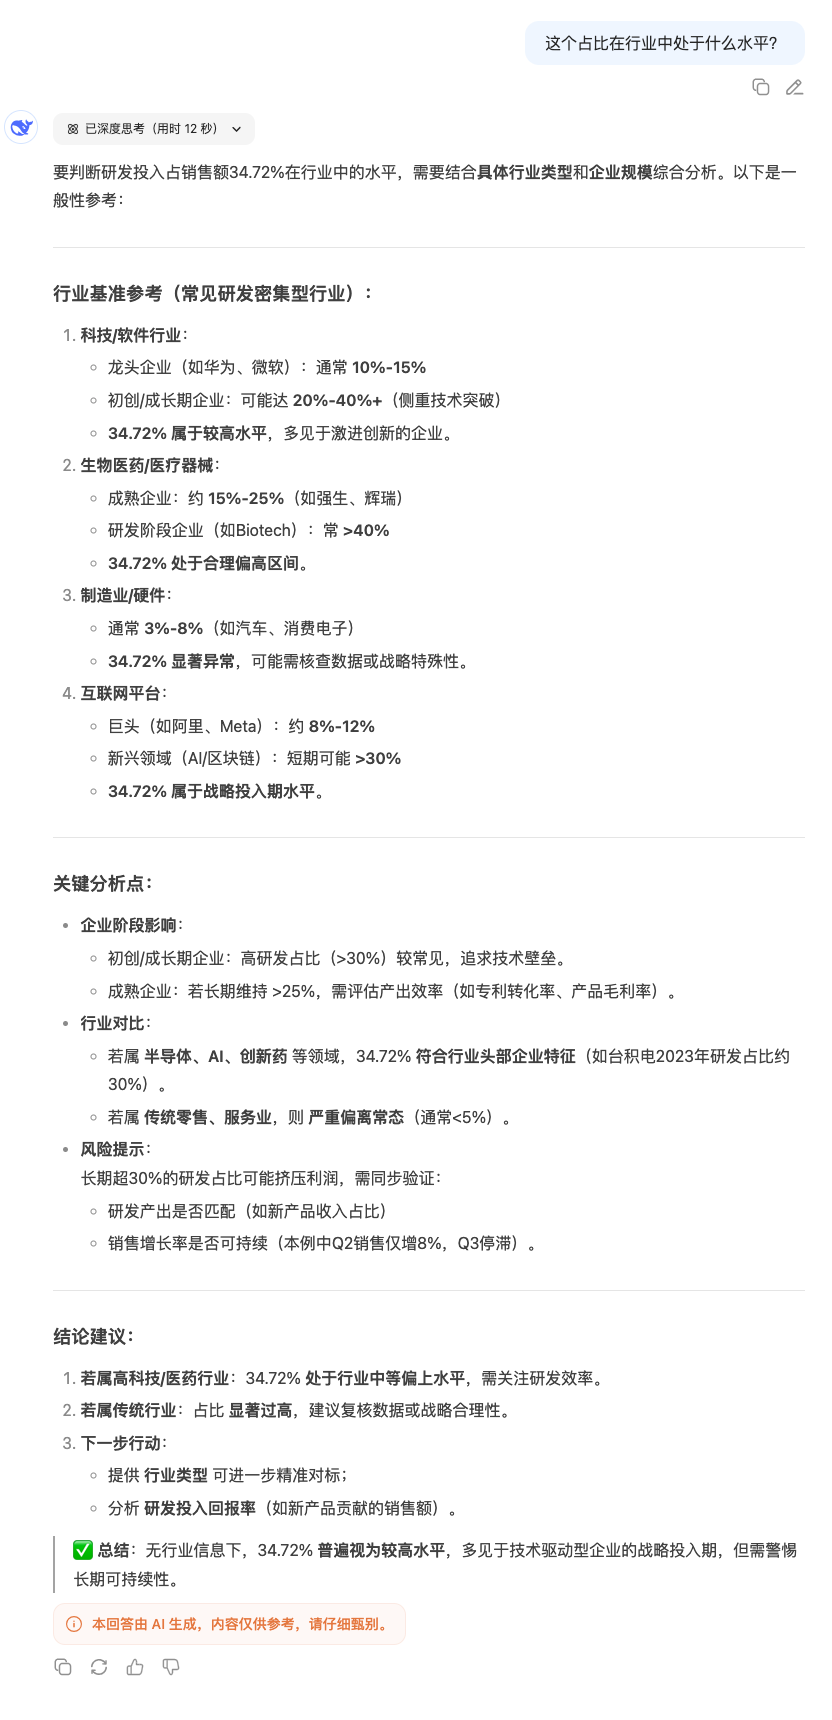 这个占比在行业中处于什么水平?
已深度思考（用时 12 秒）
要判断研发投入占销售额34.72%在行业中的水平，需要结合具体行业类型和企业规模综合分析。以下是一
般性参考：
行业基准参考（常见研发密集型行业）：
1. 科技/软件行业：
◦ 龙头企业（如华为、微软）：通常 10%-15%
◦ 初创/成长期企业：可能达 20%-40%+（侧重技术突破）
◦ 34.72% 属于较高水平，多见于激进创新的企业。
2. 生物医药/医疗器械：
◦ 成熟企业：约 15%-25%（如强生、辉瑞）
◦ 研发阶段企业（如Biotech）：常 >40%
◦ 34.72% 处于合理偏高区间。
3. 制造业/硬件：
◦ 通常 3%-8%（如汽车、消费电子）
◦ 34.72% 显著异常，可能需核查数据或战略特殊性。
4. 互联网平台：
◦ 巨头（如阿里、Meta）：约 8%-12%
◦ 新兴领域（AI/区块链）：短期可能 >30%
◦ 34.72% 属于战略投入期水平。
关键分析点：
• 企业阶段影响：
◦ 初创/成长期企业：高研发占比（>30%）较常见，追求技术壁垒。
◦ 成熟企业：若长期维持 >25%，需评估产出效率（如专利转化率、产品毛利率）。
• 行业对比：
◦ 若属 半导体、AI、创新药 等领域，34.72% 符合行业头部企业特征（如台积电2023年研发占比约
30%）。
◦ 若属 传统零售、服务业，则 严重偏离常态（通常<5%）。
• 风险提示：
长期超30%的研发占比可能挤压利润，需同步验证：
◦ 研发产出是否匹配（如新产品收入占比）
◦ 销售增长率是否可持续（本例中Q2销售仅增8%，Q3停滞）。
结论建议：
1. 若属高科技/医药行业：34.72% 处于行业中等偏上水平，需关注研发效率。
2. 若属传统行业：占比 显著过高，建议复核数据或战略合理性。
3. 下一步行动：
◦ 提供 行业类型 可进一步精准对标；
◦ 分析 研发投入回报率（如新产品贡献的销售额）。
✅ 总结：无行业信息下，34.72% 普遍视为较高水平，多见于技术驱动型企业的战略投入期，但需警惕
长期可持续性。
本回答由 AI 生成，内容仅供参考，请仔细甄别。